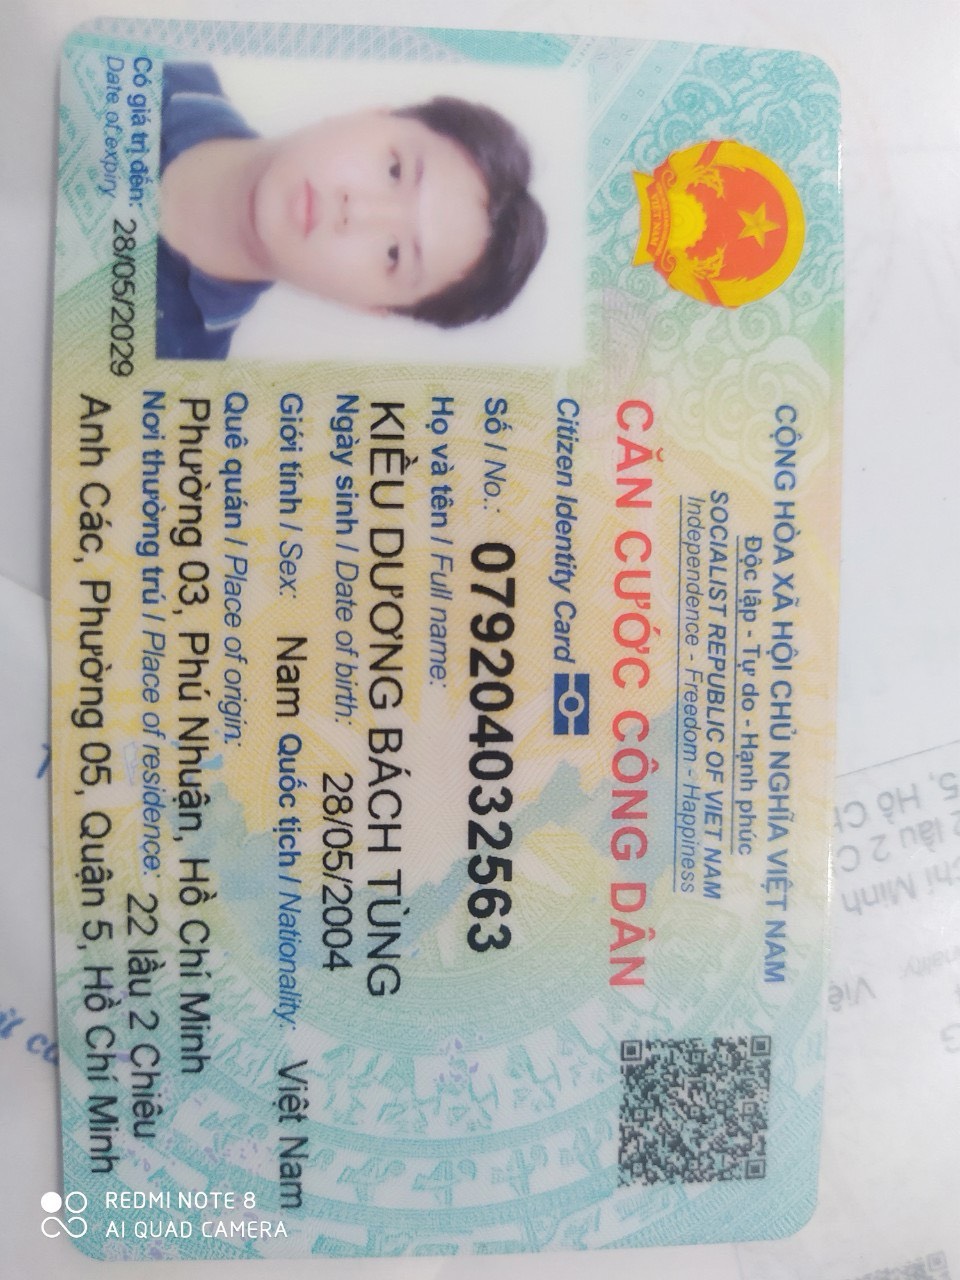 CỘNG HÒA XÃ HỘI CHỦ NGHĨA VIỆT NAM
Độc lập - Tự do - Hạnh phúc
SOCIALIST REPUBLIC OF VIET NAM
Independence - Freedom - Happiness
CĂN CƯỚC CÔNG DÂN
Citizen Identity Card
Số / No.: 079204032563
Họ và tên / Full name:
KIỀU DƯƠNG BÁCH TÙNG
Ngày sinh / Date of birth: 28/05/2004
Giới tính / Sex: Nam Quốc tịch / Nationality: Việt Nam
Quê quán / Place of origin:
Phường 03, Phú Nhuận, Hồ Chí Minh
Nơi thường trú / Place of residence: 22 lầu 2 Chiêu
Anh Các, Phường 05, Quận 5, Hồ Chí Minh
Có giá trị đến: 28/05/2029
Date of expiry
VIỆT NAM
REDMI NOTE 8
AI QUAD CAMERA